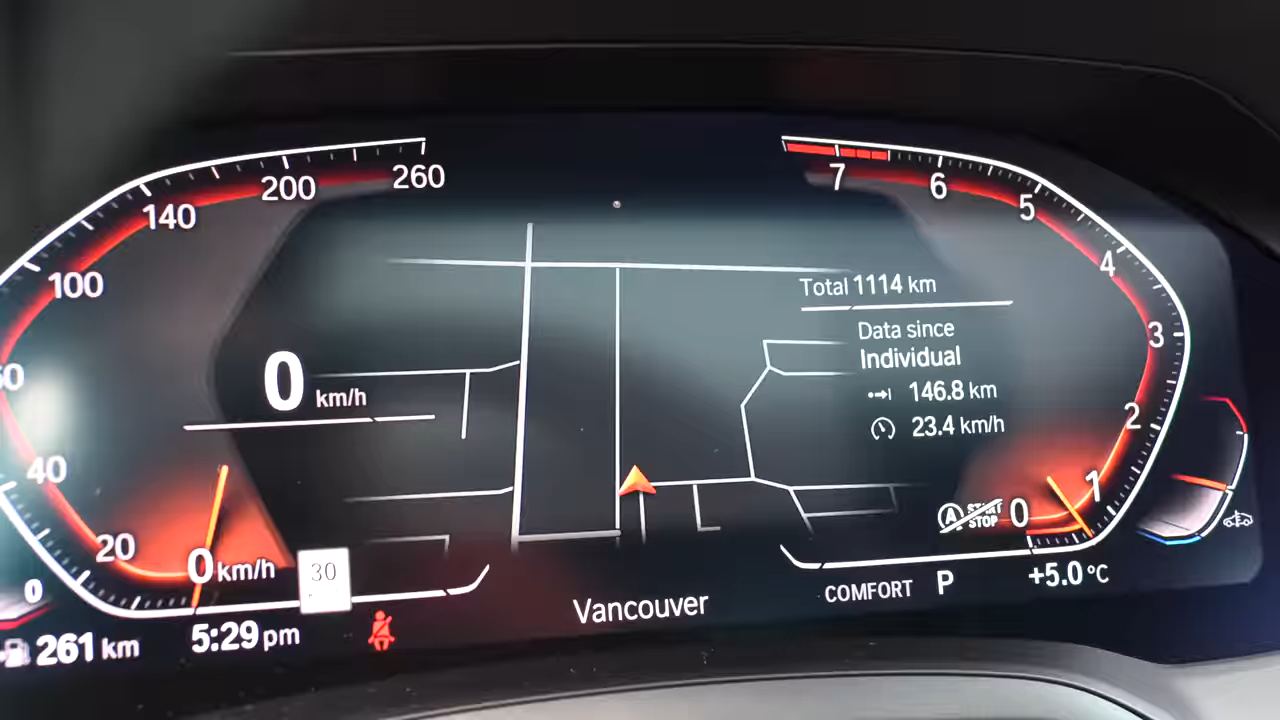 260
200
140
100
40
20
0 km/h
0
0 km/h
30
261 km
5:29 pm
Vancouver
Total 1114 km
Data since
Individual
146.8 km
23.4 km/h
7
6
5
4
3
2
1
0
A START STOP
COMFORT P
+5.0 °C